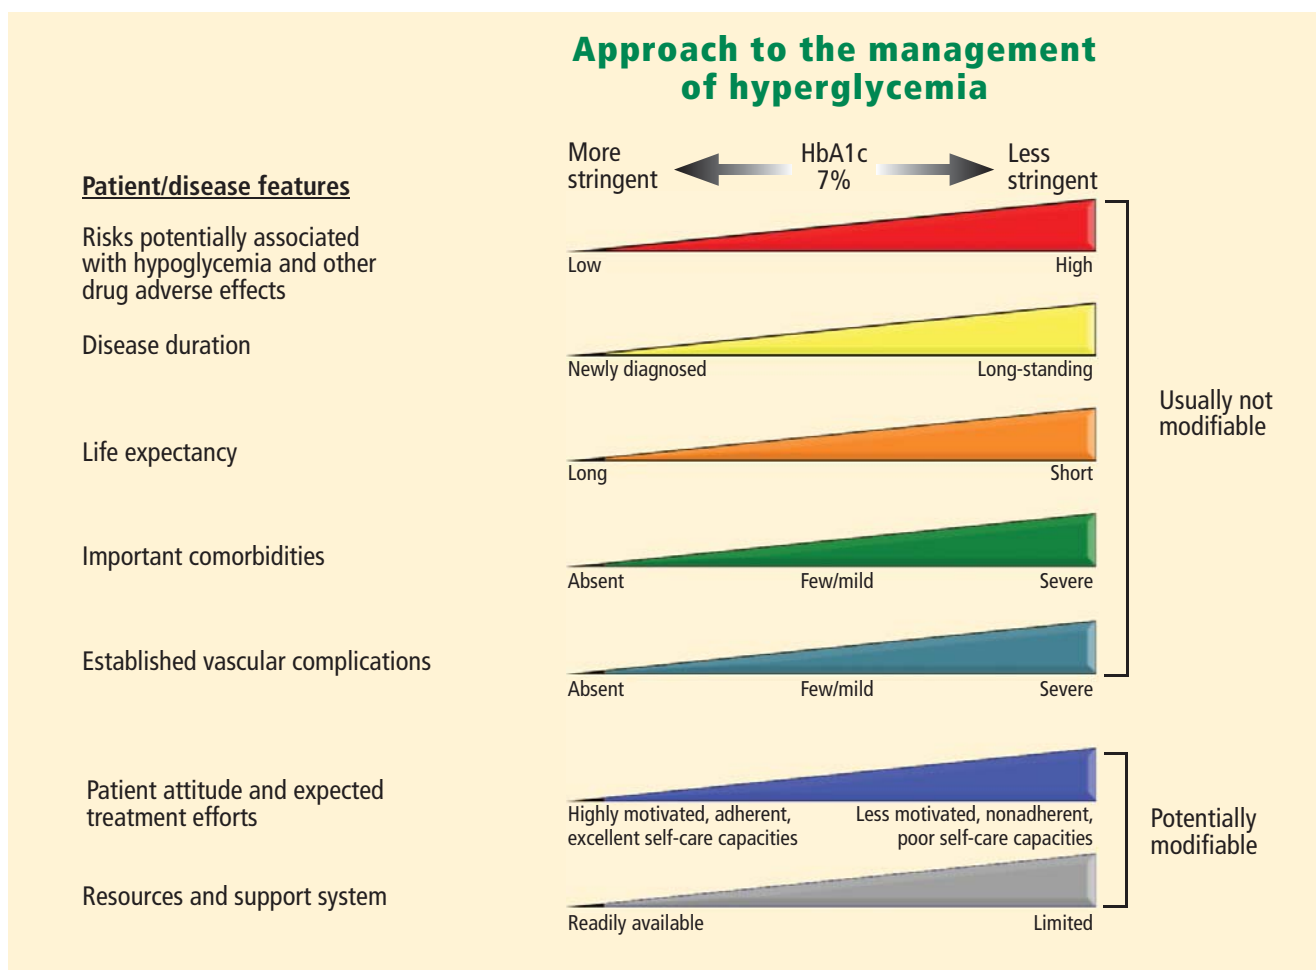 Approach to the management
of hyperglycemia
More
stringent
HbA1c
7%
Less
stringent
Patient/disease features
Risks potentially associated
with hypoglycemia and other
drug adverse effects
Low
High
Disease duration
Newly diagnosed
Long-standing
Usually not
modifiable
Life expectancy
Long
Short
Important comorbidities
Absent
Few/mild
Severe
Established vascular complications
Absent
Few/mild
Severe
Patient attitude and expected
treatment efforts
Highly motivated, adherent,
excellent self-care capacities
Less motivated, nonadherent,
poor self-care capacities
Potentially
modifiable
Resources and support system
Readily available
Limited